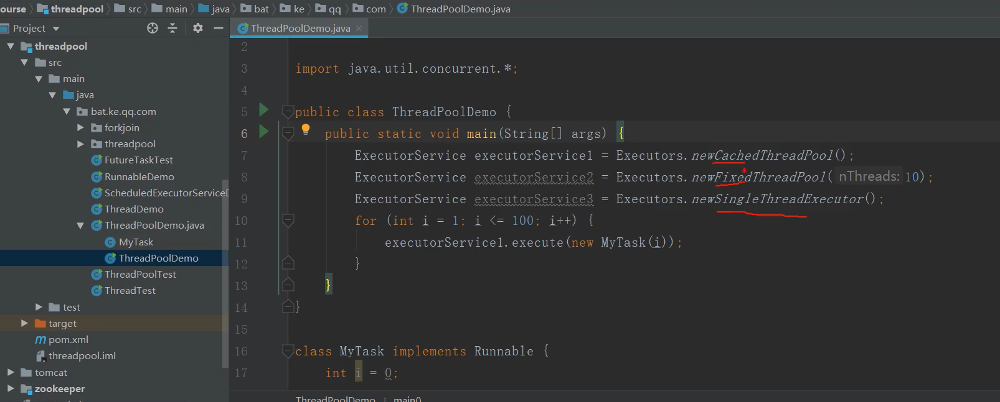 ourse threadpool src main java bat ke qq com ThreadPoolDemo.java
Project
ThreadPoolDemo.java
threadpool
src
main
java
bat.ke.qq.com
forkjoin
threadpool
FutureTaskTest
RunnableDemo
ScheduledExecutorService
ThreadDemo
ThreadPoolDemo.java
MyTask
ThreadPoolDemo
ThreadPoolTest
ThreadTest
test
target
pom.xml
threadpool.iml
tomcat
zookeeper
2
3 import java.util.concurrent.*;
4
5 public class ThreadPoolDemo {
6 public static void main(String[] args) {
7 ExecutorService executorService1 = Executors.newCachedThreadPool();
8 ExecutorService executorService2 = Executors.newFixedThreadPool( nThreads: 10);
9 ExecutorService executorService3 = Executors.newSingleThreadExecutor();
10 for (int i = 1; i <= 100; i++) {
11 executorService1.execute(new MyTask(i));
12 }
13 }
14 }
15
16 class MyTask implements Runnable {
17 int i = 0;
ThreadPoolDemo main()